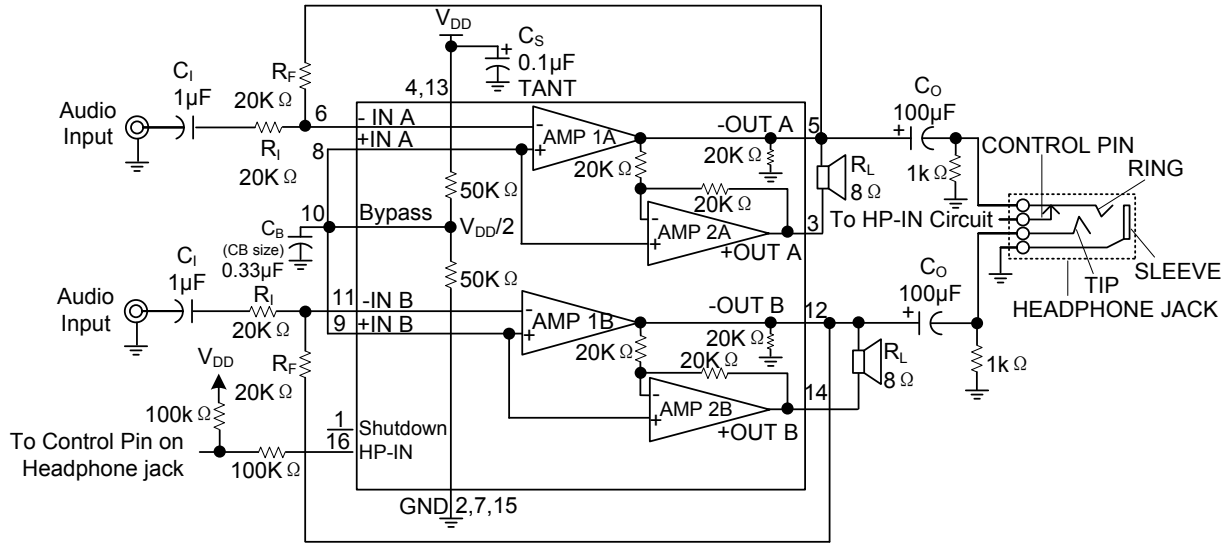 V_DD
C_S
0.1µF
TANT
4,13
R_F
20K Ω
C_I
1µF
Audio
Input
R_I
20K Ω
6
- IN A
+IN A
8
AMP 1A
-OUT A
5
20K Ω
20K Ω
20K Ω
AMP 2A
+OUT A
3
R_L
8 Ω
C_O
100µF
1k Ω
CONTROL PIN
RING
To HP-IN Circuit
TIP
SLEEVE
HEADPHONE JACK
50K Ω
10
Bypass
V_DD/2
C_B
(CB size)
0.33µF
50K Ω
C_I
1µF
Audio
Input
R_I
20K Ω
11
-IN B
9
+IN B
AMP 1B
-OUT B
12
20K Ω
20K Ω
20K Ω
AMP 2B
+OUT B
14
R_L
8 Ω
C_O
100µF
1k Ω
R_F
20K Ω
V_DD
100k Ω
To Control Pin on
Headphone jack
100K Ω
1
Shutdown
16
HP-IN
GND 2,7,15